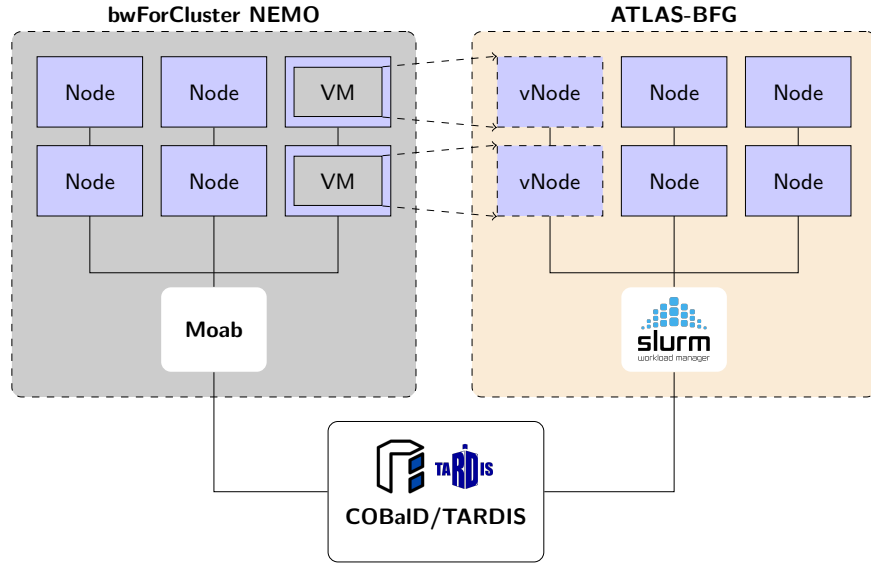 bwForCluster NEMO
ATLAS-BFG
Node
Node
VM
vNode
Node
Node
Node
Node
VM
vNode
Node
Node
Moab
slurm
workload manager
TARDIS
COBalD/TARDIS